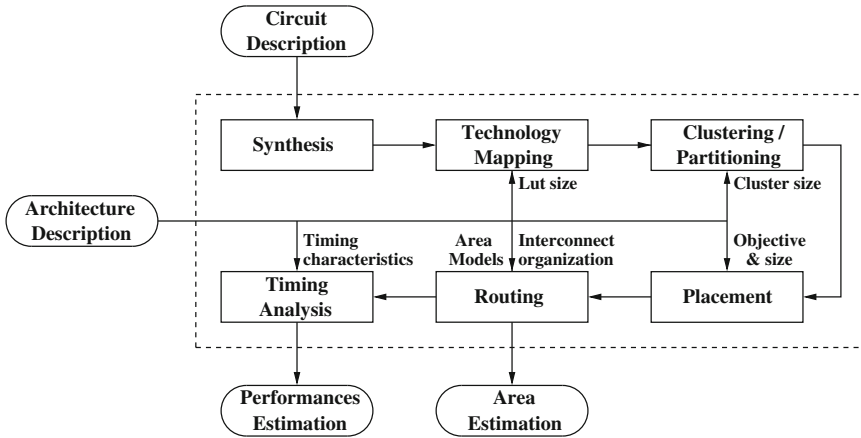 Circuit
Description
Synthesis
Technology
Mapping
Clustering /
Partitioning
Lut size
Cluster size
Architecture
Description
Timing
characteristics
Area
Models
Interconnect
organization
Objective
& size
Timing
Analysis
Routing
Placement
Performances
Estimation
Area
Estimation